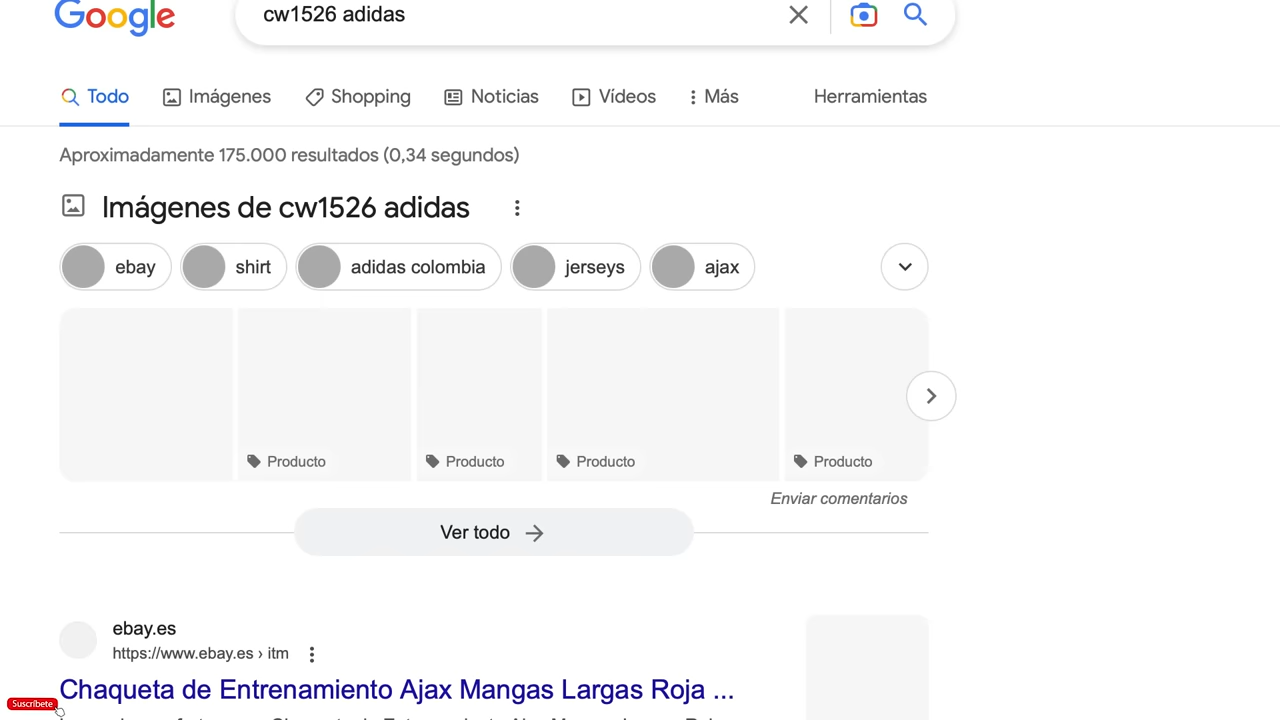 Google
cw1526 adidas
Todo
Imágenes
Shopping
Noticias
Vídeos
Más
Herramientas
Aproximadamente 175.000 resultados (0,34 segundos)
Imágenes de cw1526 adidas
ebay
shirt
adidas colombia
jerseys
ajax
Producto
Producto
Producto
Producto
Enviar comentarios
Ver todo
ebay.es
https://www.ebay.es › itm
Chaqueta de Entrenamiento Ajax Mangas Largas Roja ...
Suscríbete